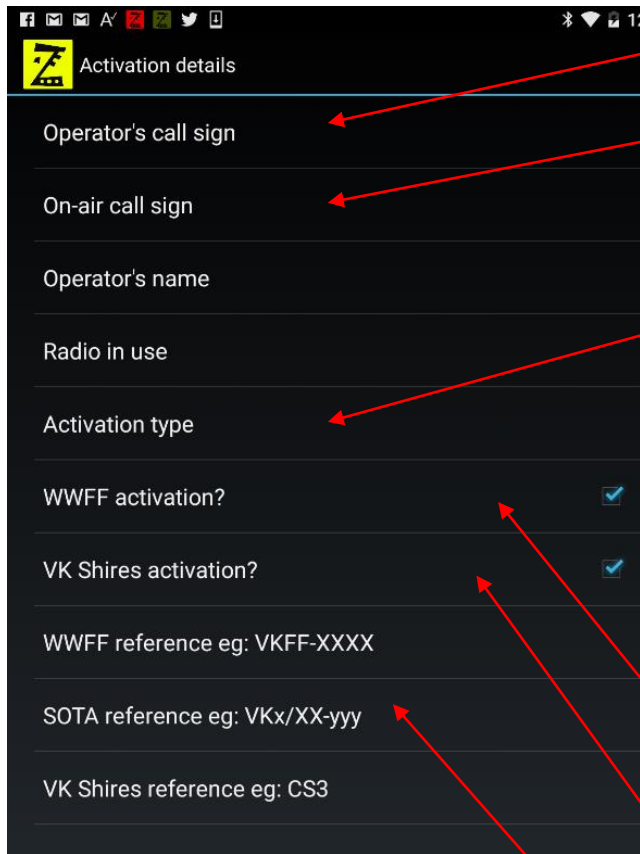 12
Activation details
Operator's call sign
On-air call sign
Operator's name
Radio in use
Activation type
WWFF activation?
VK Shires activation?
WWFF reference eg: VKFF-XXXX
SOTA reference eg: VKx/XX-yyy
VK Shires reference eg: CS3